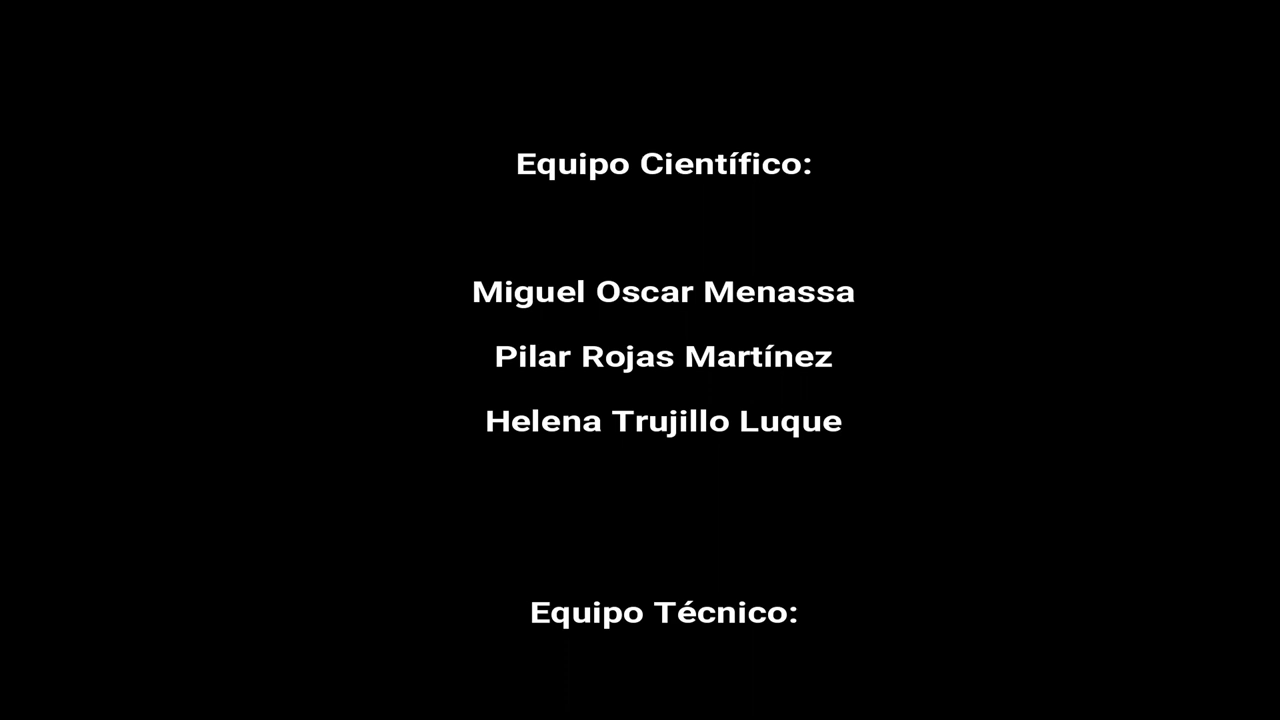 Equipo Científico:
Miguel Oscar Menassa
Pilar Rojas Martínez
Helena Trujillo Luque
Equipo Técnico: